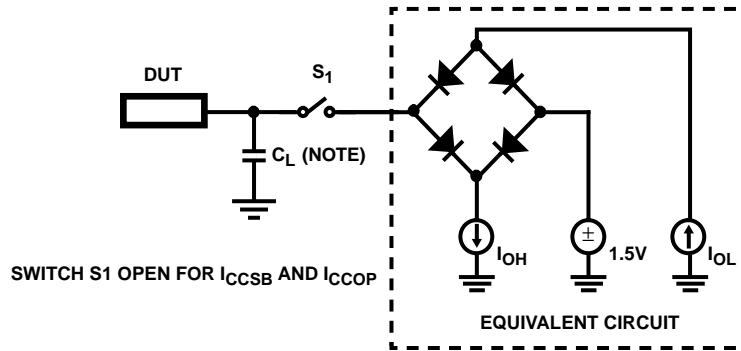 DUT
S1
CL (NOTE)
±
IOH
1.5V
IOL
SWITCH S1 OPEN FOR ICCSB AND ICCOP
EQUIVALENT CIRCUIT